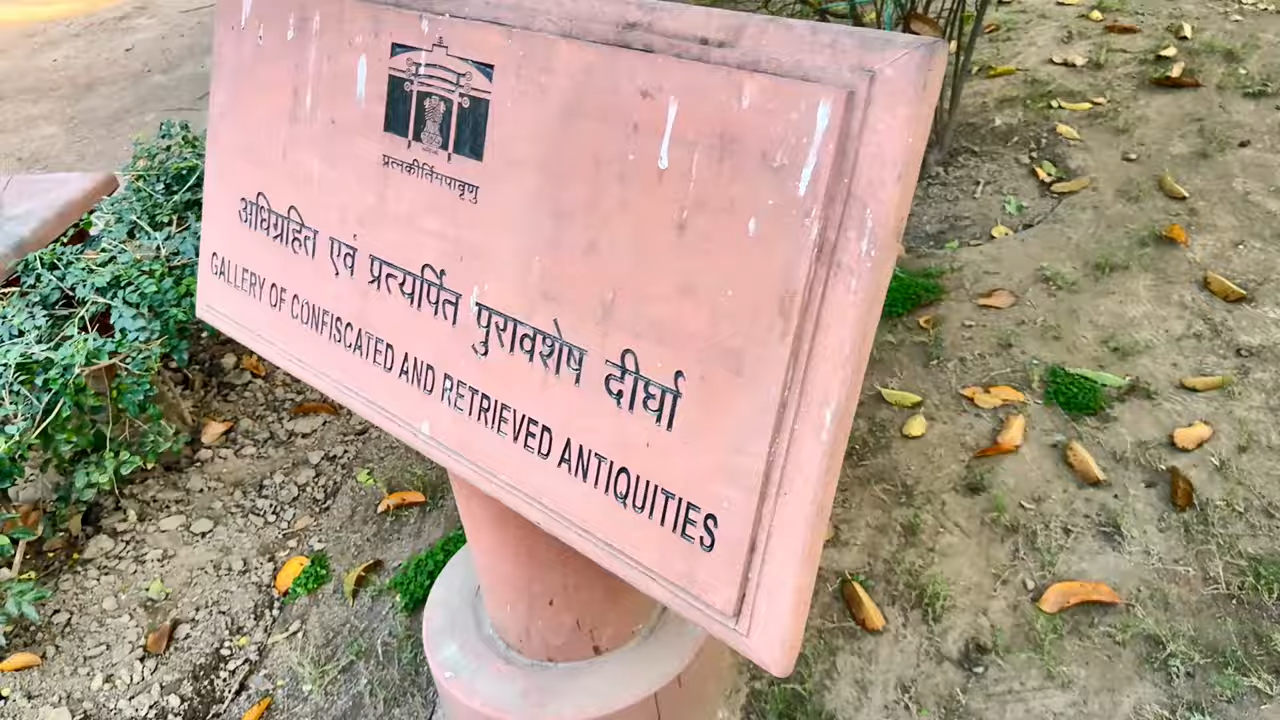 प्रत्नकीर्तिमपावृणु
अधिग्रहित एवं प्रत्यर्पित पुरावशेष दीर्घा
GALLERY OF CONFISCATED AND RETRIEVED ANTIQUITIES